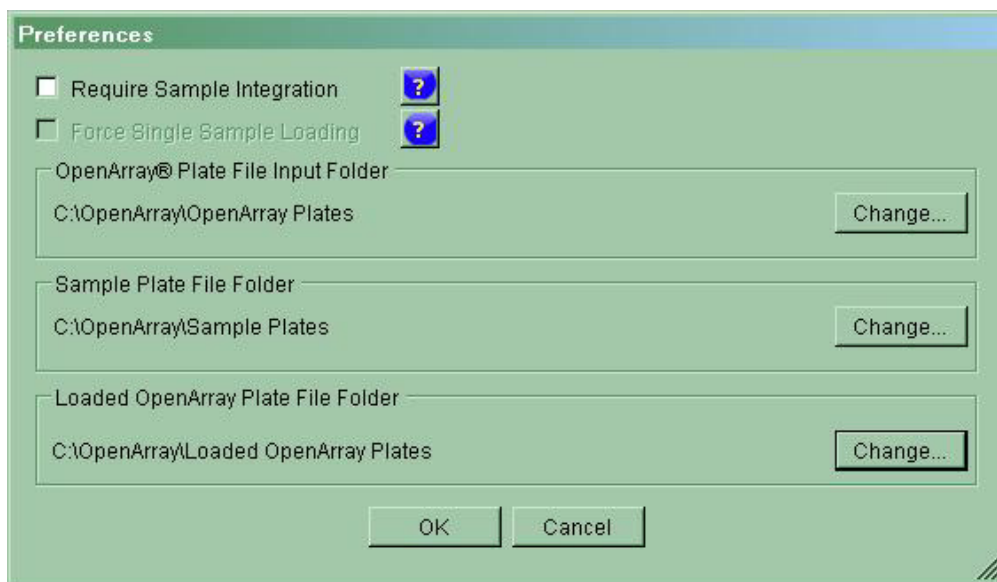 Preferences
Require Sample Integration ?
Force Single Sample Loading ?
OpenArray® Plate File Input Folder
C:\OpenArray\OpenArray Plates Change...
Sample Plate File Folder
C:\OpenArray\Sample Plates Change...
Loaded OpenArray Plate File Folder
C:\OpenArray\Loaded OpenArray Plates Change...
OK Cancel